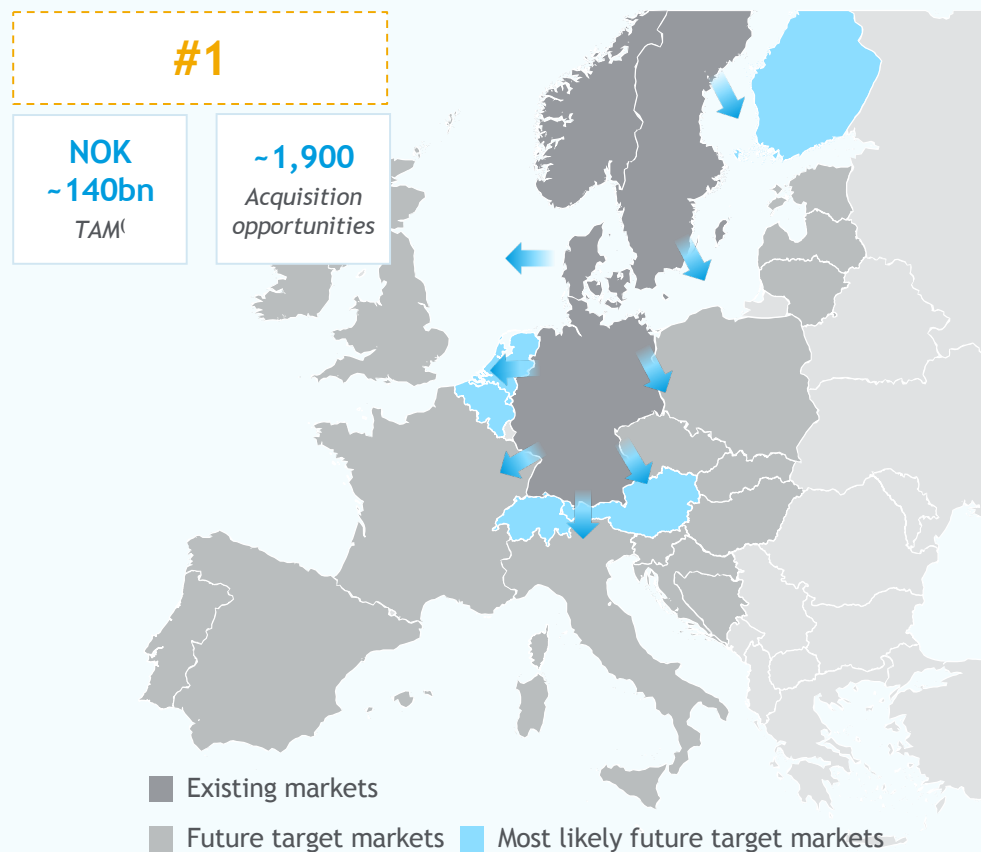 #1
NOK
~140bn
TAM(
~1,900
Acquisition
opportunities
Existing markets
Future target markets
Most likely future target markets